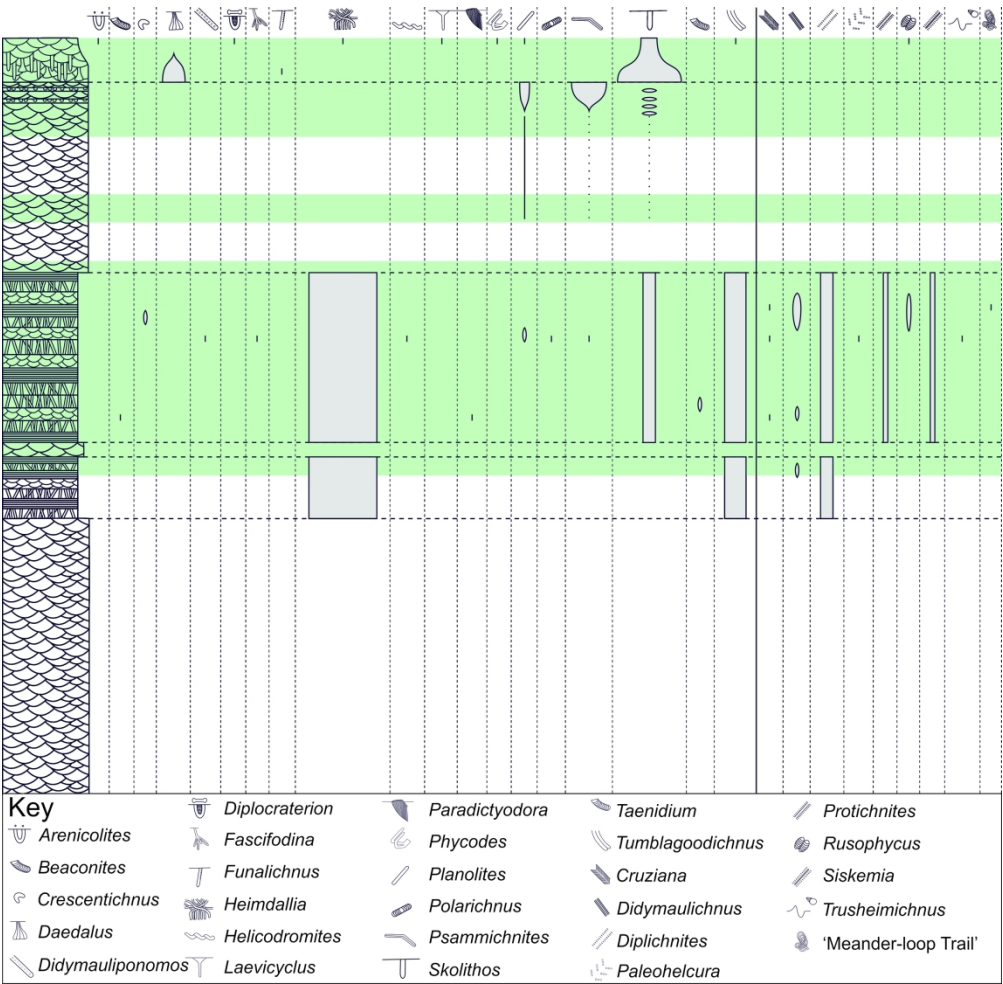 Key
Arenicolites
Beaconites
Crescentichnus
Daedalus
Didymauliponomos
Diplocraterion
Fascifodina
Funalichnus
Heimdallia
Helicodromites
Laevicyclus
Paradictyodora
Phycodes
Planolites
Polarichnus
Psammichnites
Skolithos
Taenidium
Tumblagoodichnus
Cruziana
Didymaulichnus
Diplichnites
Paleohelcura
Protichnites
Rusophycus
Siskemia
Trusheimichnus
‘Meander-loop Trail’